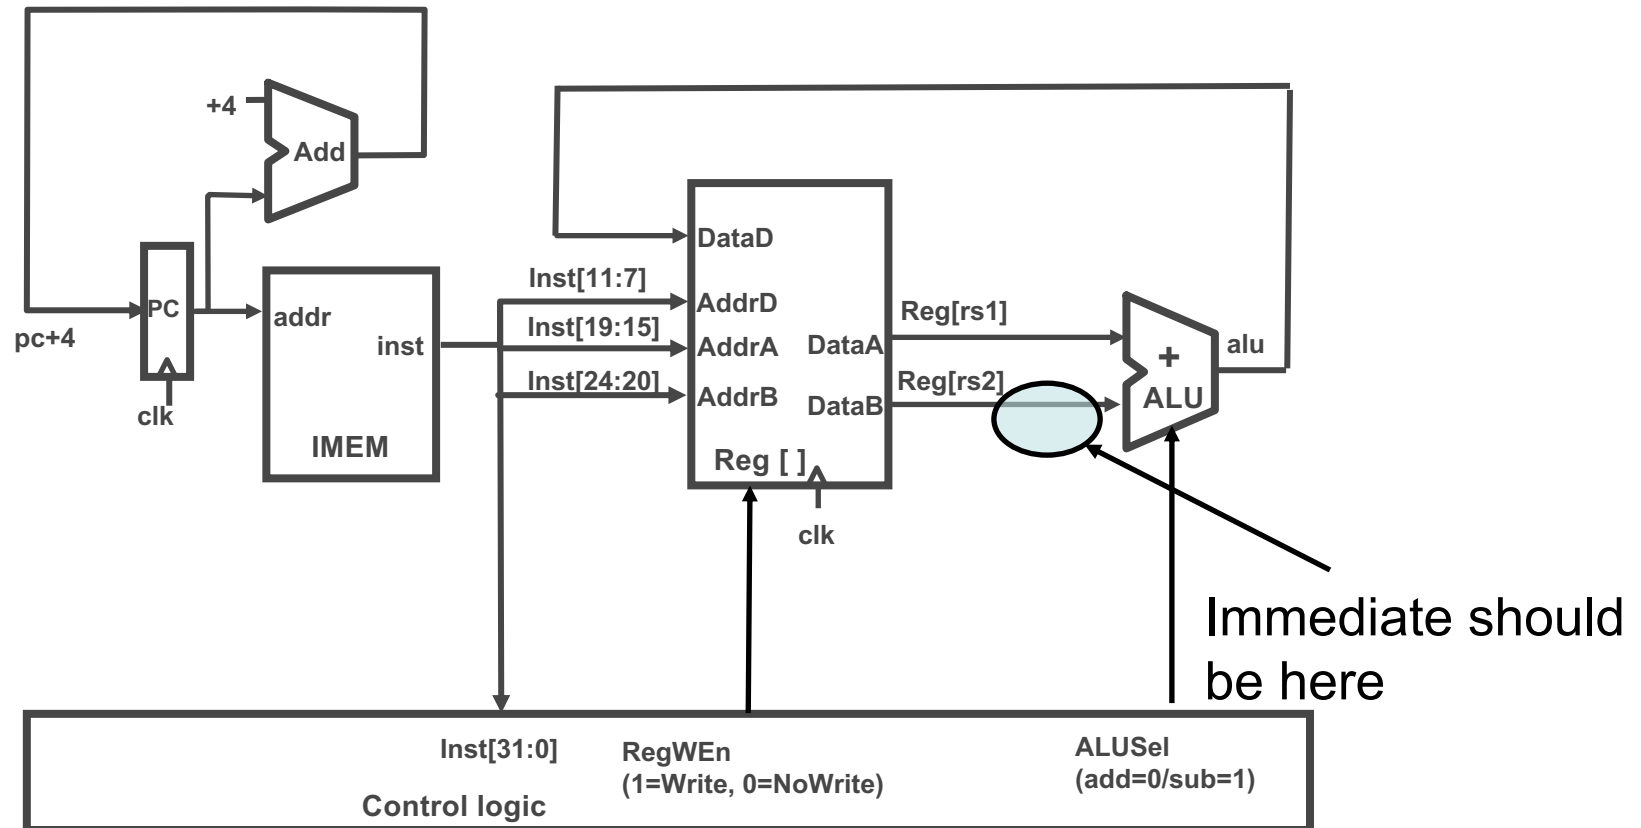 +4
Add
pc+4
PC
clk
addr
inst
IMEM
Inst[11:7]
Inst[19:15]
Inst[24:20]
DataD
AddrD
AddrA
AddrB
DataA
DataB
Reg [ ]
clk
Reg[rs1]
Reg[rs2]
+
ALU
alu
Immediate should
be here
Inst[31:0]
RegWEn
(1=Write, 0=NoWrite)
ALUSel
(add=0/sub=1)
Control logic